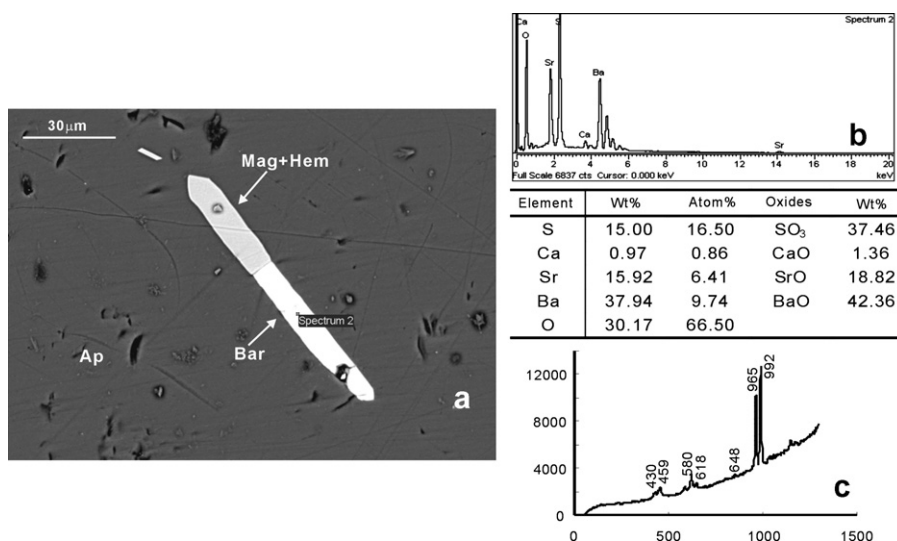 30µm
Mag+Hem
Spectrum 2
Bar
Ap
a
Ca
S
Spectrum 2
O
Sr
Ba
Ca
Sr
b
0 2 4 6 8 10 12 14 16 18 20
Full Scale 6837 cts Cursor: 0.000 keV
keV
Element Wt% Atom% Oxides Wt%
S 15.00 16.50 SO₃ 37.46
Ca 0.97 0.86 CaO 1.36
Sr 15.92 6.41 SrO 18.82
Ba 37.94 9.74 BaO 42.36
O 30.17 66.50
12000
8000
4000
0
430
459
580
618
648
965
992
c
0 500 1000 1500